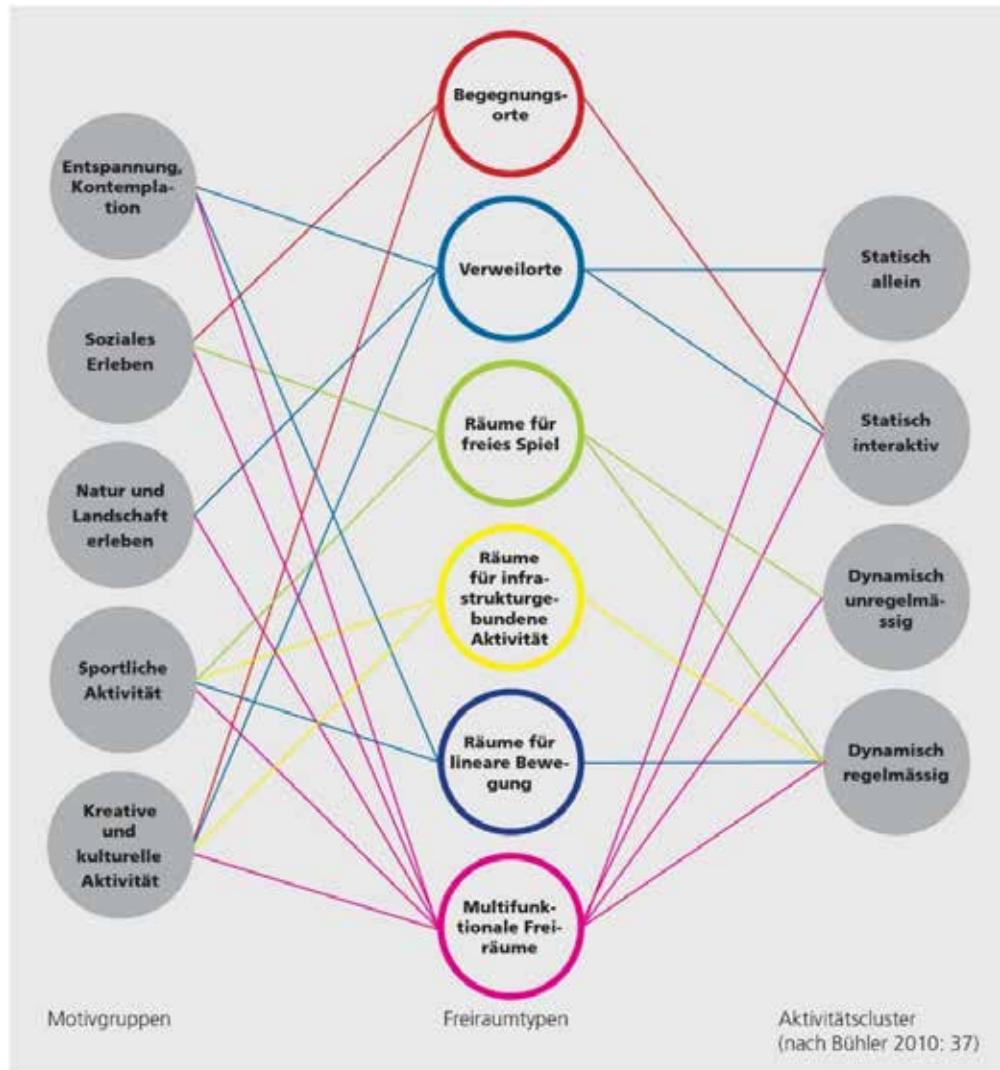 Begegnungs-
orte
Entspannung,
Kontempla-
tion
Verweilorte
Statisch
allein
Soziales
Erleben
Räume für
freies Spiel
Statisch
interaktiv
Natur und
Landschaft
erleben
Räume
für infra-
strukturge-
bundene
Aktivität
Dynamisch
unregelmä-
ssig
Sportliche
Aktivität
Räume für
lineare Bewe-
gung
Dynamisch
regelmässig
Kreative
und
kulturelle
Aktivität
Multifunk-
tionale Frei-
räume
Motivgruppen
Freiraumtypen
Aktivitätscluster
(nach Bühler 2010: 37)